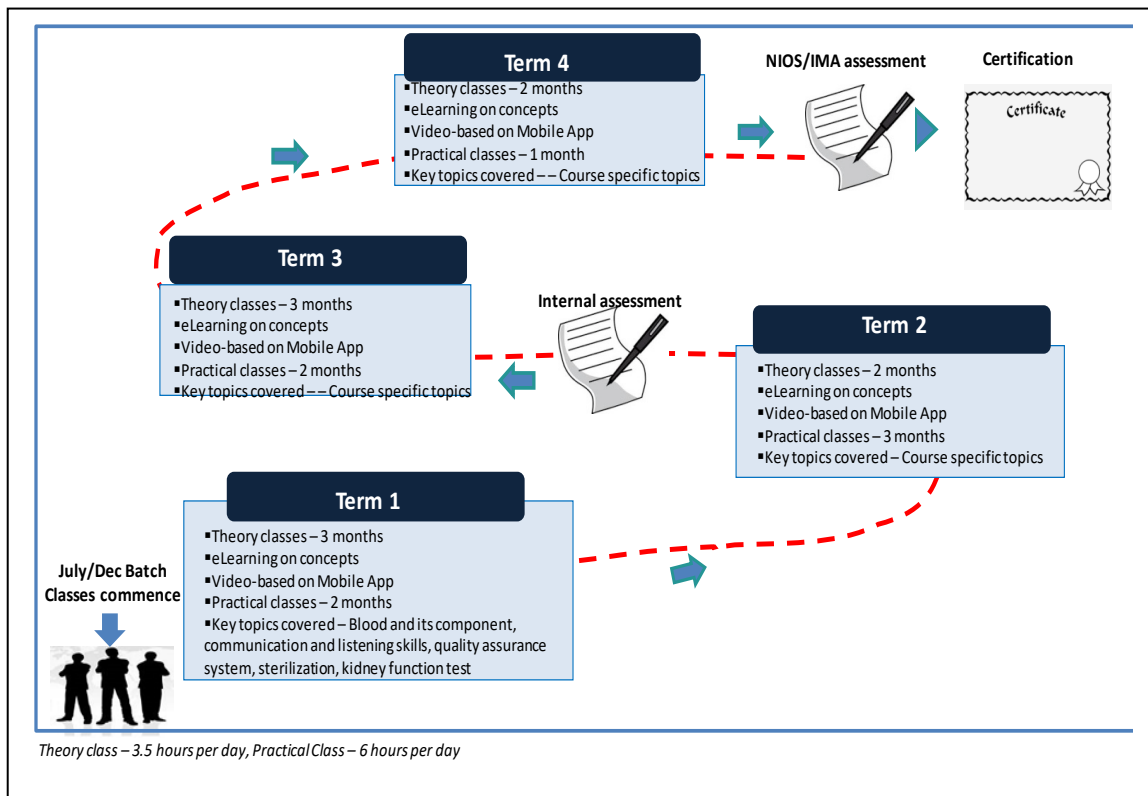 Term 4
▪Theory classes – 2 months
▪eLearning on concepts
▪Video-based on Mobile App
▪Practical classes – 1 month
▪Key topics covered – – Course specific topics
NIOS/IMA assessment
Certification
Certificate
Term 3
▪Theory classes – 3 months
▪eLearning on concepts
▪Video-based on Mobile App
▪Practical classes – 2 months
▪Key topics covered – – Course specific topics
Internal assessment
Term 2
▪Theory classes – 2 months
▪eLearning on concepts
▪Video-based on Mobile App
▪Practical classes – 3 months
▪Key topics covered – Course specific topics
Term 1
▪Theory classes – 3 months
▪eLearning on concepts
▪Video-based on Mobile App
▪Practical classes – 2 months
▪Key topics covered – Blood and its component,
communication and listening skills, quality assurance
system, sterilization, kidney function test
July/Dec Batch
Classes commence
Theory class – 3.5 hours per day, Practical Class – 6 hours per day